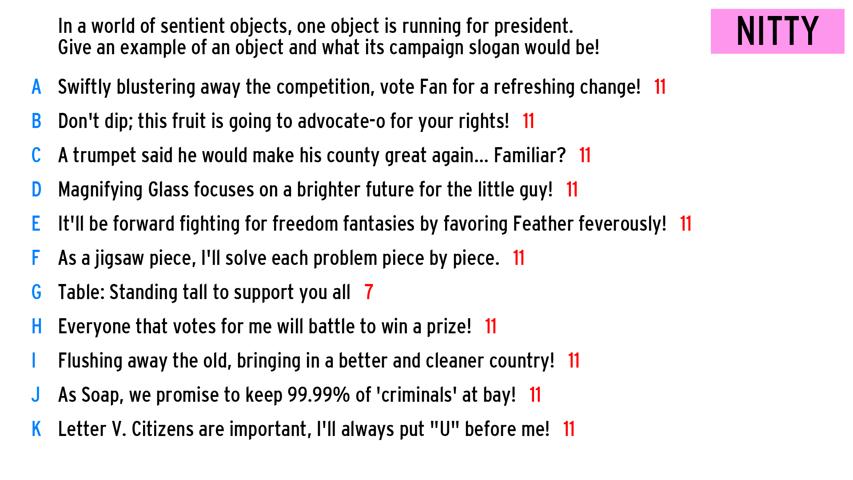 In a world of sentient objects, one object is running for president.
Give an example of an object and what its campaign slogan would be!
NITTY
A Swiftly blustering away the competition, vote Fan for a refreshing change! 11
B Don't dip; this fruit is going to advocate-o for your rights! 11
C A trumpet said he would make his county great again... Familiar? 11
D Magnifying Glass focuses on a brighter future for the little guy! 11
E It'll be forward fighting for freedom fantasies by favoring Feather feverously! 11
F As a jigsaw piece, I'll solve each problem piece by piece. 11
G Table: Standing tall to support you all 7
H Everyone that votes for me will battle to win a prize! 11
I Flushing away the old, bringing in a better and cleaner country! 11
J As Soap, we promise to keep 99.99% of 'criminals' at bay! 11
K Letter V. Citizens are important, I'll always put "U" before me! 11